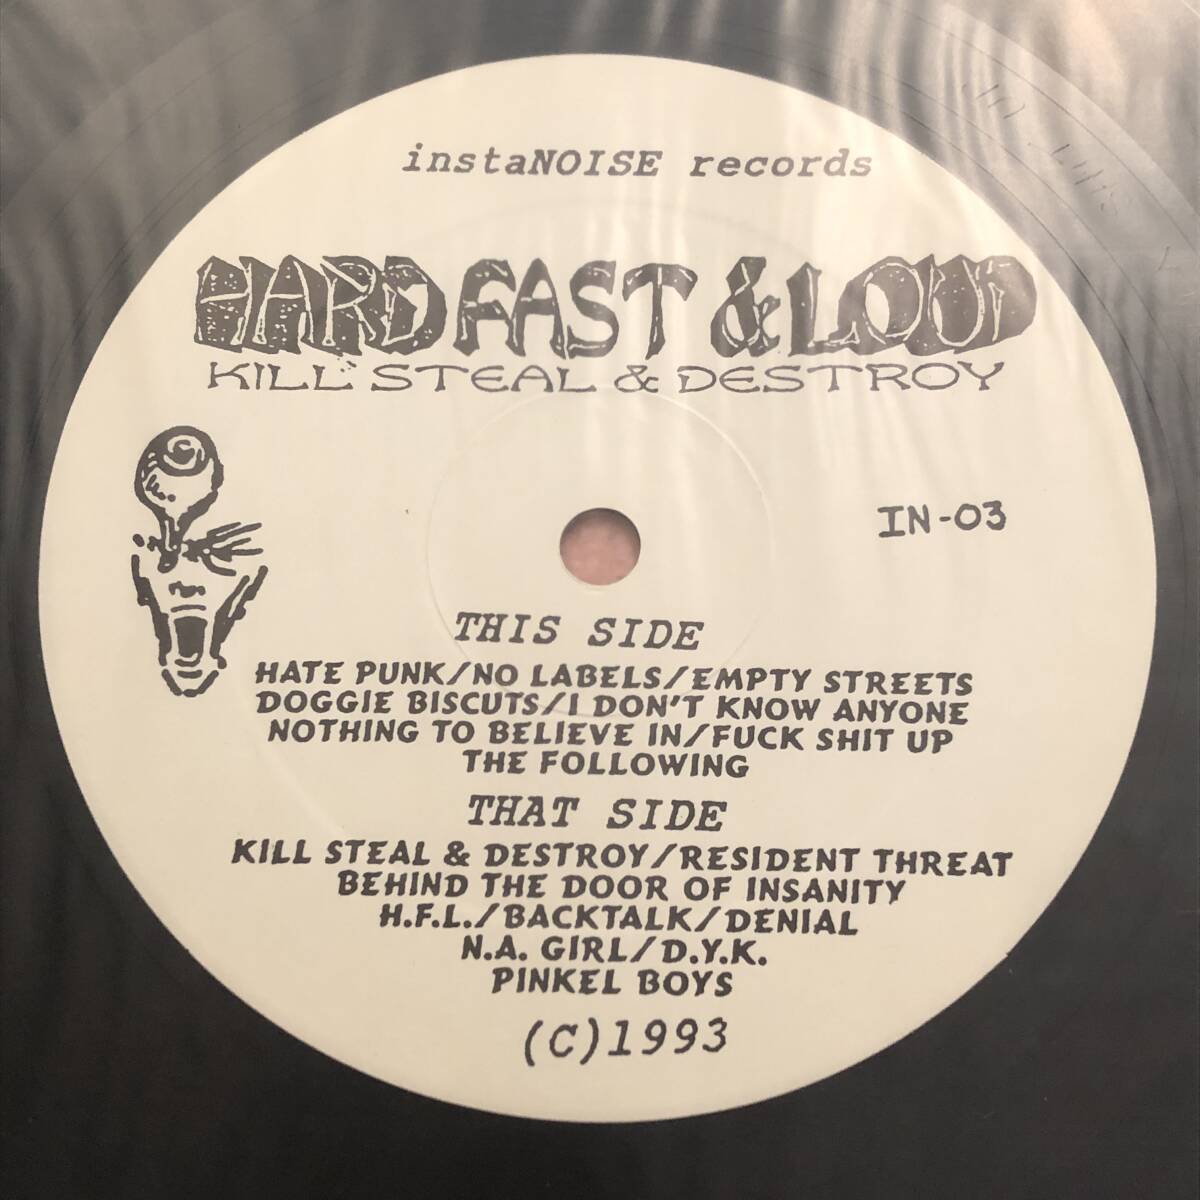 instaNOISE records
HARD FAST & LOUD
KILL STEAL & DESTROY
IN-03
THIS SIDE
HATE PUNK/NO LABELS/EMPTY STREETS
DOGGIE BISCUTS/I DON'T KNOW ANYONE
NOTHING TO BELIEVE IN/FUCK SHIT UP
THE FOLLOWING
THAT SIDE
KILL STEAL & DESTROY/RESIDENT THREAT
BEHIND THE DOOR OF INSANITY
H.F.L./BACKTALK/DENIAL
N.A. GIRL/D.Y.K.
PINKEL BOYS
(C)1993